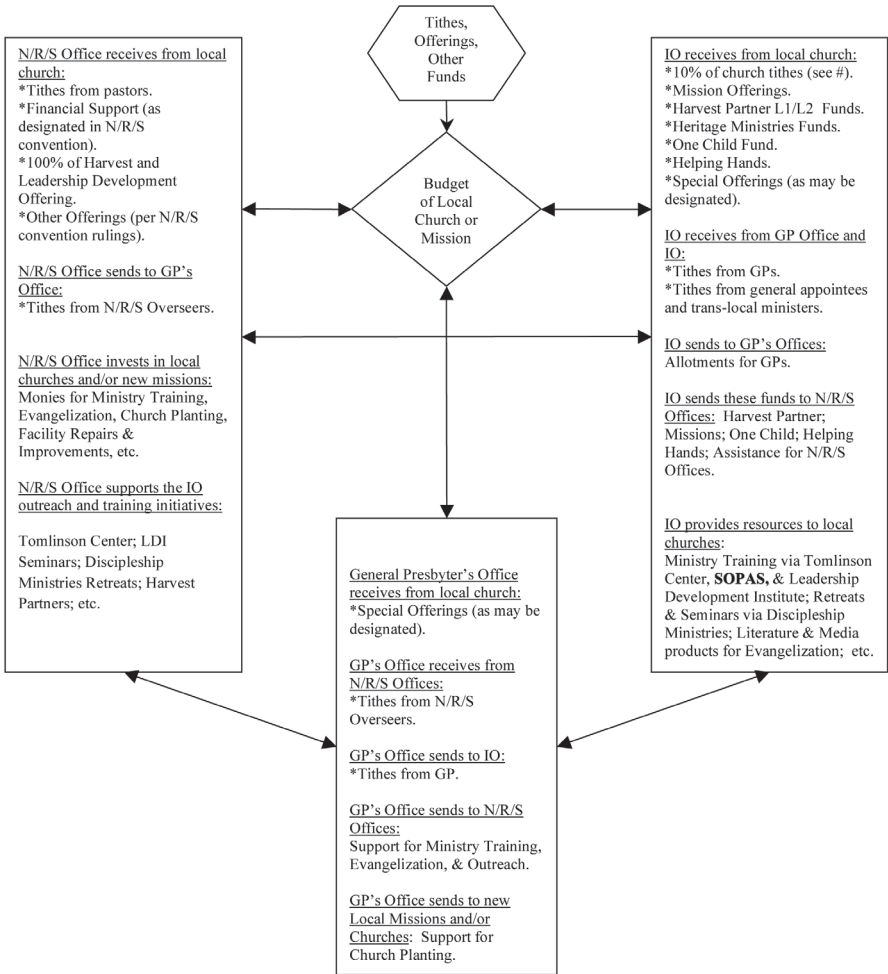 Tithes,
Offerings,
Other
Funds
Budget
of Local
Church or
Mission
N/R/S Office receives from local
church:
*Tithes from pastors.
*Financial Support (as
designated in N/R/S
convention).
*100% of Harvest and
Leadership Development
Offering.
*Other Offerings (per N/R/S
convention rulings).
N/R/S Office sends to GP’s
Office:
*Tithes from N/R/S Overseers.
N/R/S Office invests in local
churches and/or new missions:
Monies for Ministry Training,
Evangelization, Church Planting,
Facility Repairs &
Improvements, etc.
N/R/S Office supports the IO
outreach and training initiatives:
Tomlinson Center; LDI
Seminars; Discipleship
Ministries Retreats; Harvest
Partners; etc.
General Presbyter’s Office
receives from local church:
*Special Offerings (as may be
designated).
GP’s Office receives from
N/R/S Offices:
*Tithes from N/R/S
Overseers.
GP’s Office sends to IO:
*Tithes from GP.
GP’s Office sends to N/R/S
Offices:
Support for Ministry Training,
Evangelization, & Outreach.
GP’s Office sends to new
Local Missions and/or
Churches: Support for
Church Planting.
IO receives from local church:
*10% of church tithes (see #).
*Mission Offerings.
*Harvest Partner L1/L2 Funds.
*Heritage Ministries Funds.
*One Child Fund.
*Helping Hands.
*Special Offerings (as may be
designated).
IO receives from GP Office and
IO:
*Tithes from GPs.
*Tithes from general appointees
and trans-local ministers.
IO sends to GP’s Offices:
Allotments for GPs.
IO sends these funds to N/R/S
Offices: Harvest Partner;
Missions; One Child; Helping
Hands; Assistance for N/R/S
Offices.
IO provides resources to local
churches:
Ministry Training via Tomlinson
Center, SOPAS, & Leadership
Development Institute; Retreats
& Seminars via Discipleship
Ministries; Literature & Media
products for Evangelization; etc.